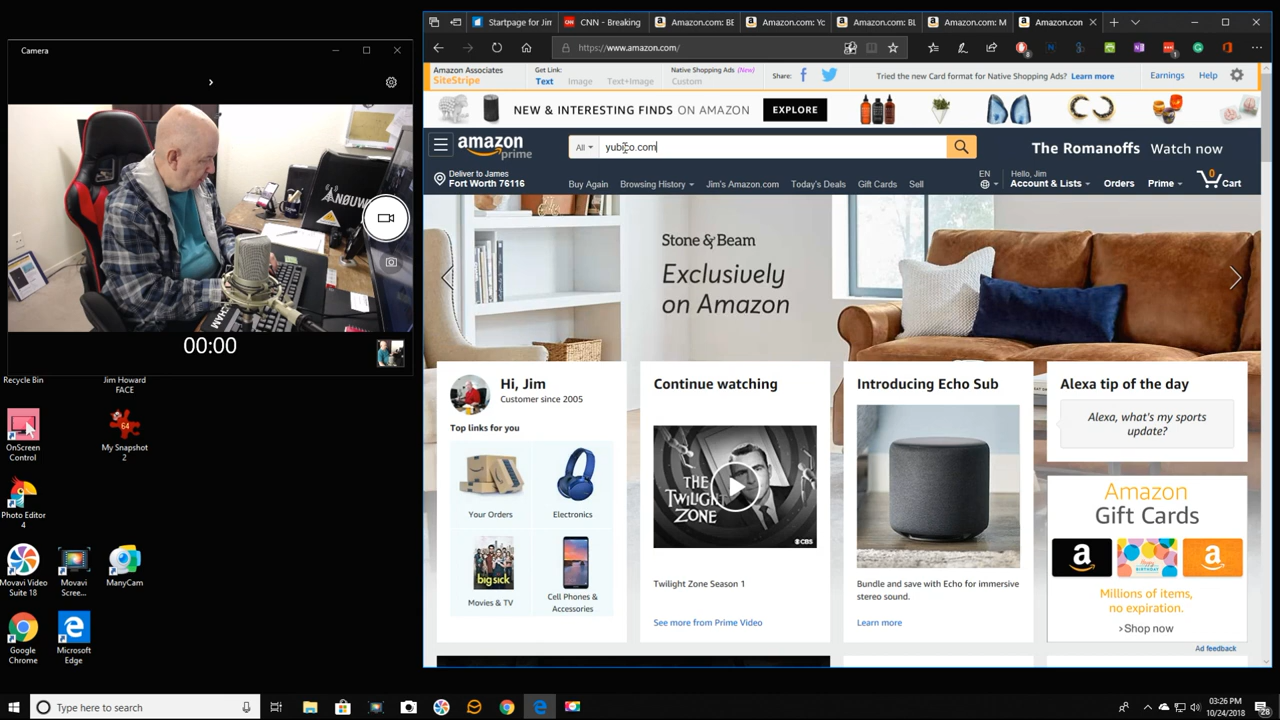 Camera
00:00
Recycle Bin
Jim Howard
FACE
OnScreen
Control
My Snapshot
2
Photo Editor
4
Movavi Video
Suite 18
Movavi
Scree...
ManyCam
Google
Chrome
Microsoft
Edge
Startpage for Jim
CNN - Breaking
Amazon.com: BE
Amazon.com: Yo
Amazon.com: BL
Amazon.com: M
Amazon.con
https://www.amazon.com/
Amazon Associates
SiteStripe
Get Link:
Text Image Text+Image
Native Shopping Ads (New)
Custom
Share:
Tried the new Card format for Native Shopping Ads? Learn more
Earnings Help
NEW & INTERESTING FINDS ON AMAZON EXPLORE
amazon
prime
All
yubico.com
The Romanoffs Watch now
Deliver to James
Fort Worth 76116
Buy Again Browsing History Jim's Amazon.com Today's Deals Gift Cards Sell
EN
Hello, Jim
Account & Lists
Orders
Prime
0
Cart
Stone & Beam
Exclusively
on Amazon
Hi, Jim
Customer since 2005
Top links for you
Your Orders
Electronics
big sick
Movies & TV
Cell Phones &
Accessories
Continue watching
THE
TWILIGHT
ZONE
CBS
Twilight Zone Season 1
See more from Prime Video
Introducing Echo Sub
Bundle and save with Echo for immersive
stereo sound.
Learn more
Alexa tip of the day
Alexa, what's my sports
update?
Amazon
Gift Cards
Millions of items,
no expiration.
›Shop now
Ad feedback
Type here to search
03:26 PM
10/24/2018
28